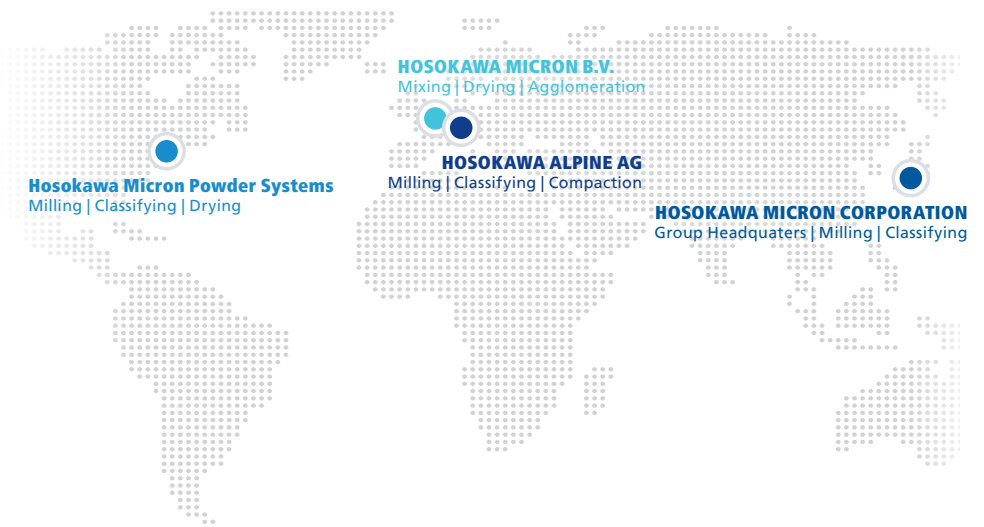 HOSOKAWA MICRON B.V.
Mixing | Drying | Agglomeration
HOSOKAWA ALPINE AG
Milling | Classifying | Compaction
Hosokawa Micron Powder Systems
Milling | Classifying | Drying
HOSOKAWA MICRON CORPORATION
Group Headquaters | Milling | Classifying